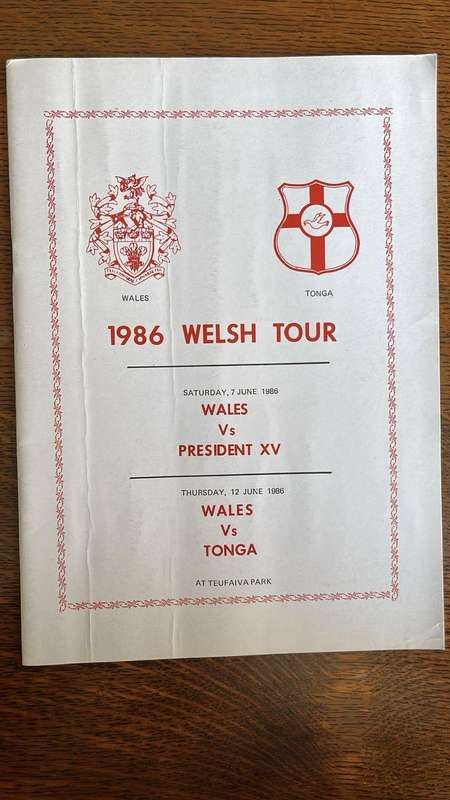 WALES
TONGA
1986 WELSH TOUR
SATURDAY, 7 JUNE 1986
WALES
Vs
PRESIDENT XV
THURSDAY, 12 JUNE 1986
WALES
Vs
TONGA
AT TEUFAIVA PARK